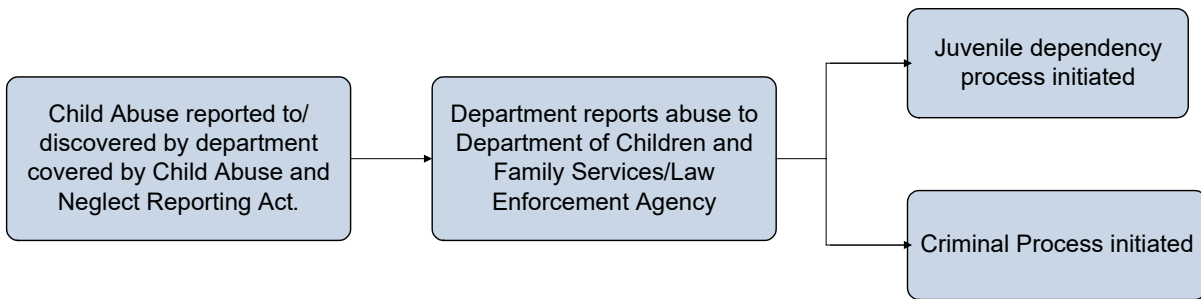 Child Abuse reported to/
discovered by department
covered by Child Abuse and
Neglect Reporting Act.
Department reports abuse to
Department of Children and
Family Services/Law
Enforcement Agency
Juvenile dependency
process initiated
Criminal Process initiated